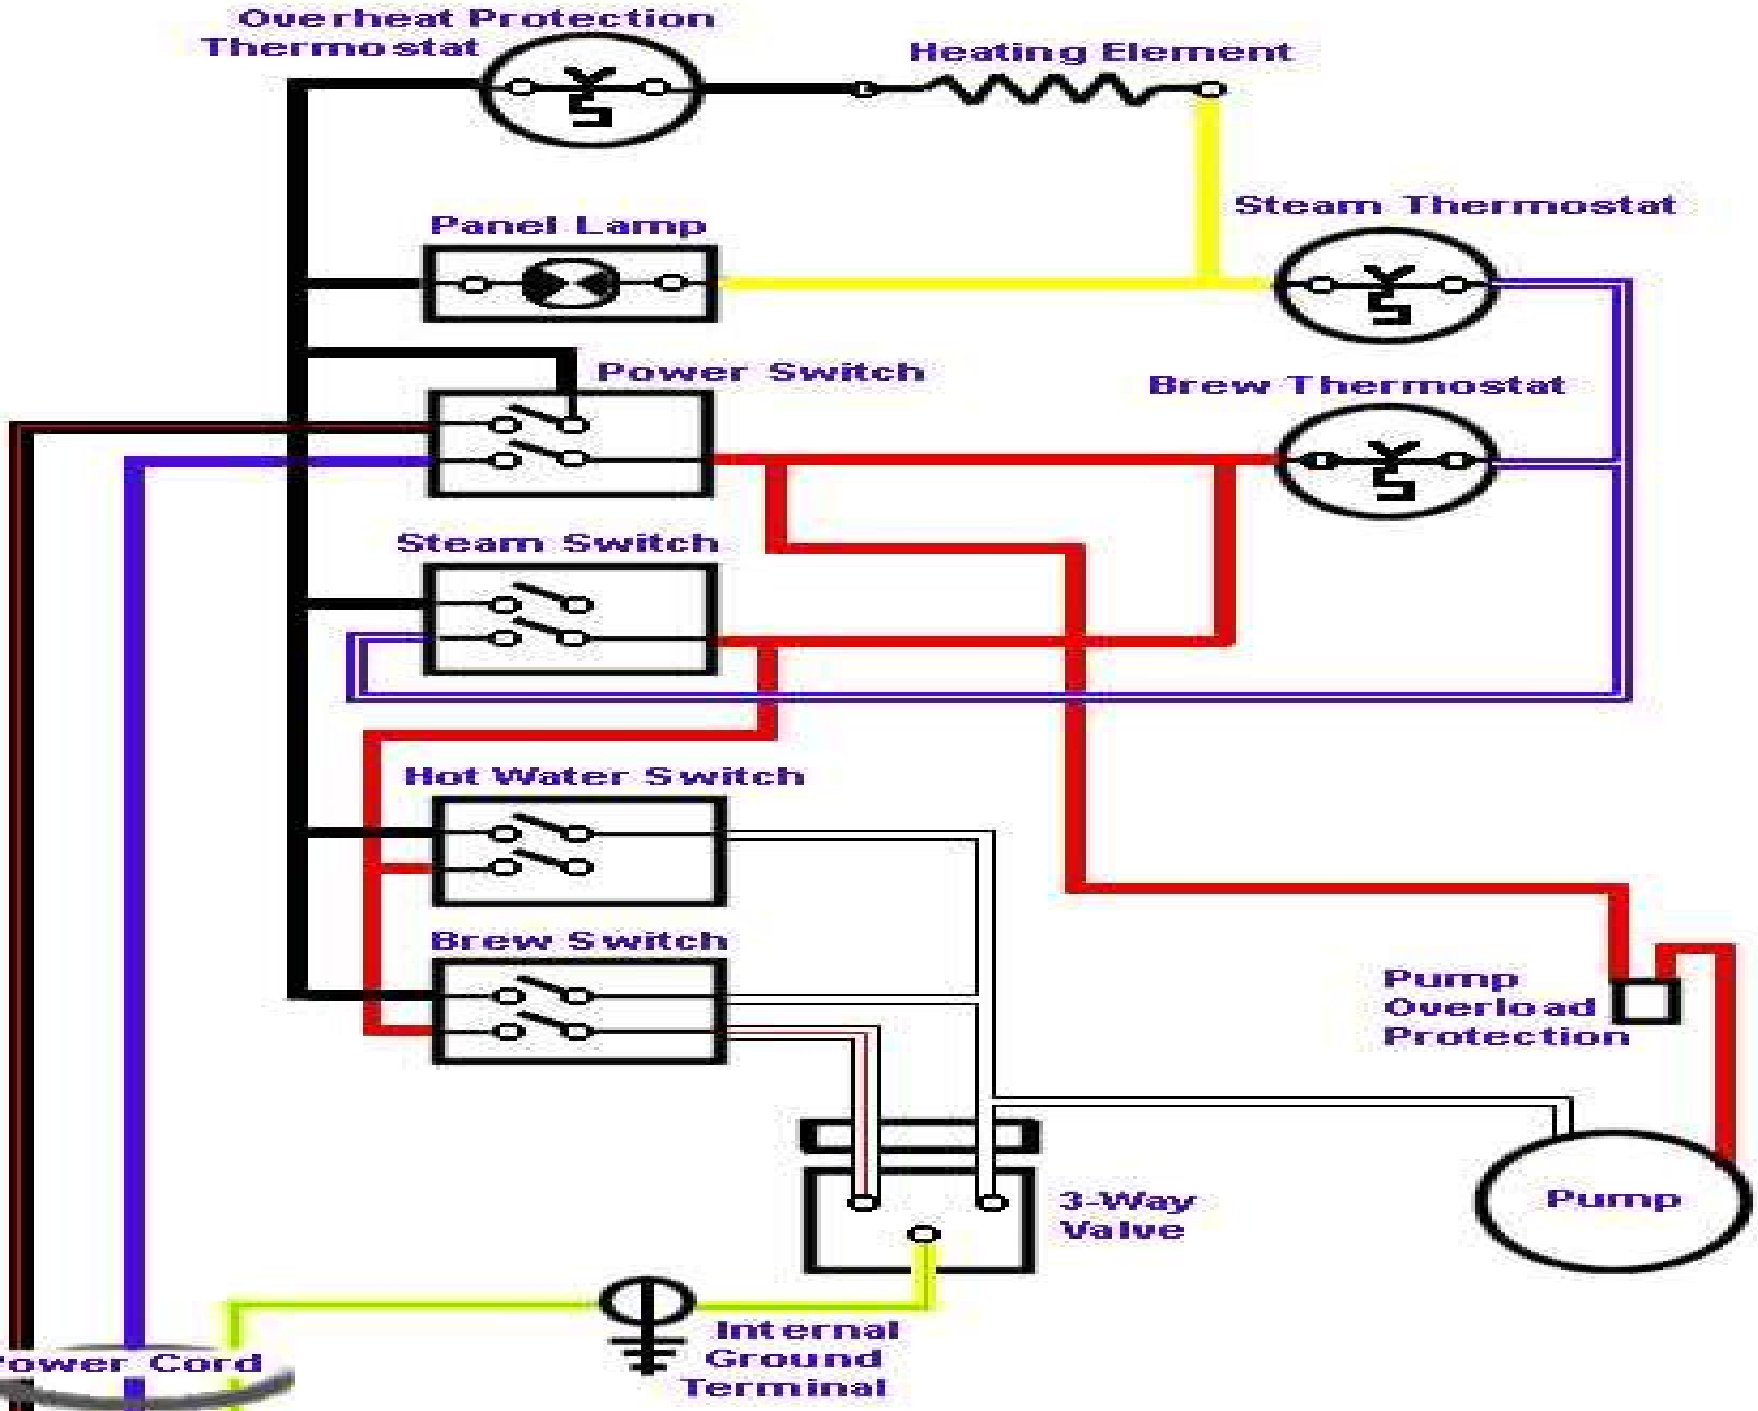 Overheat Protection
Thermostat
Heating Element
Steam Thermostat
Panel Lamp
Power Switch
Brew Thermostat
Steam Switch
Hot Water Switch
Brew Switch
Pump
Overload
Protection
3-Way
Valve
Pump
Internal
Ground
Terminal
Power Cord